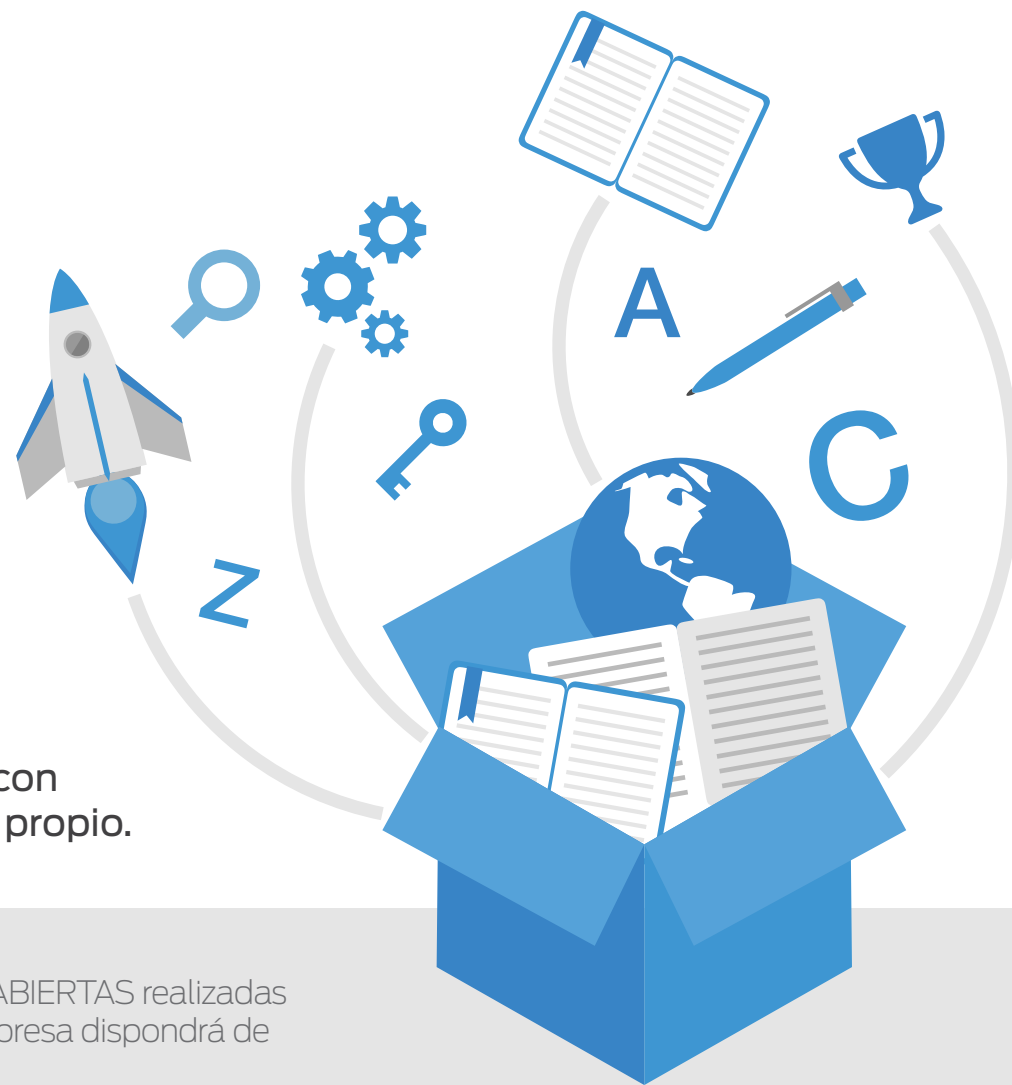 A
C
Z
con
propio.
ABIERTAS realizadas
presa dispondrá de